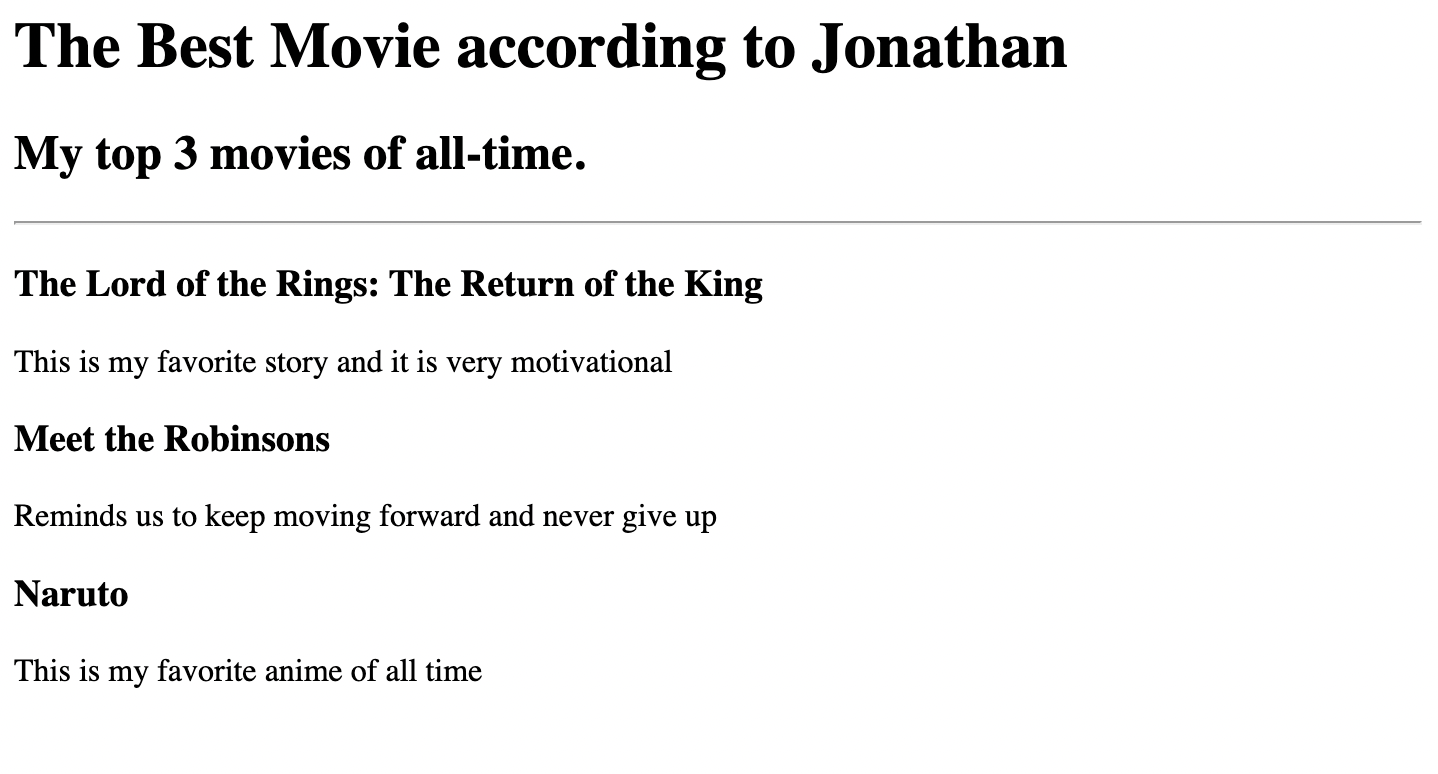 The Best Movie according to Jonathan
My top 3 movies of all-time.
The Lord of the Rings: The Return of the King
This is my favorite story and it is very motivational
Meet the Robinsons
Reminds us to keep moving forward and never give up
Naruto
This is my favorite anime of all time